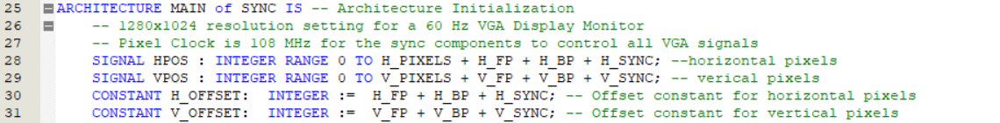 25 ARCHITECTURE MAIN of SYNC IS -- Architecture Initialization
26 -- 1280x1024 resolution setting for a 60 Hz VGA Display Monitor
27 -- Pixel Clock is 108 MHz for the sync components to control all VGA signals
28 SIGNAL HPOS : INTEGER RANGE 0 TO H_PIXELS + H_FP + H_BP + H_SYNC; --horizontal pixels
29 SIGNAL VPOS : INTEGER RANGE 0 TO V_PIXELS + V_FP + V_BP + V_SYNC; -- verical pixels
30 CONSTANT H_OFFSET: INTEGER := H_FP + H_BP + H_SYNC; -- Offset constant for horizontal pixels
31 CONSTANT V_OFFSET: INTEGER := V_FP + V_BP + V_SYNC; -- Offset constant for vertical pixels